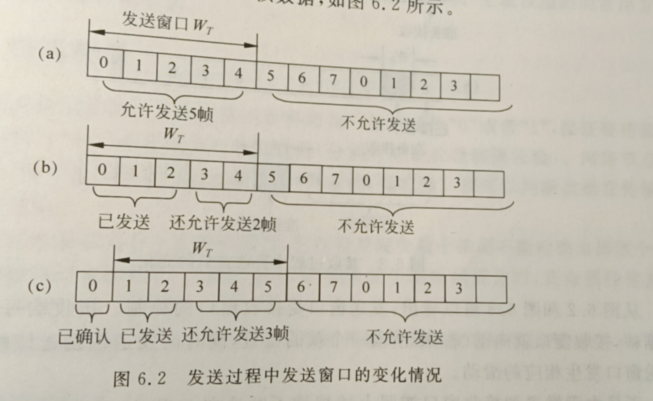 如图6.2所示。
发送窗口 W_T
(a) 0 1 2 3 4 5 6 7 0 1 2 3
允许发送5帧 不允许发送
W_T
(b) 0 1 2 3 4 5 6 7 0 1 2 3
已发送 还允许发送2帧 不允许发送
W_T
(c) 0 1 2 3 4 5 6 7 0 1 2 3
已确认 已发送 还允许发送3帧 不允许发送
图 6.2 发送过程中发送窗口的变化情况